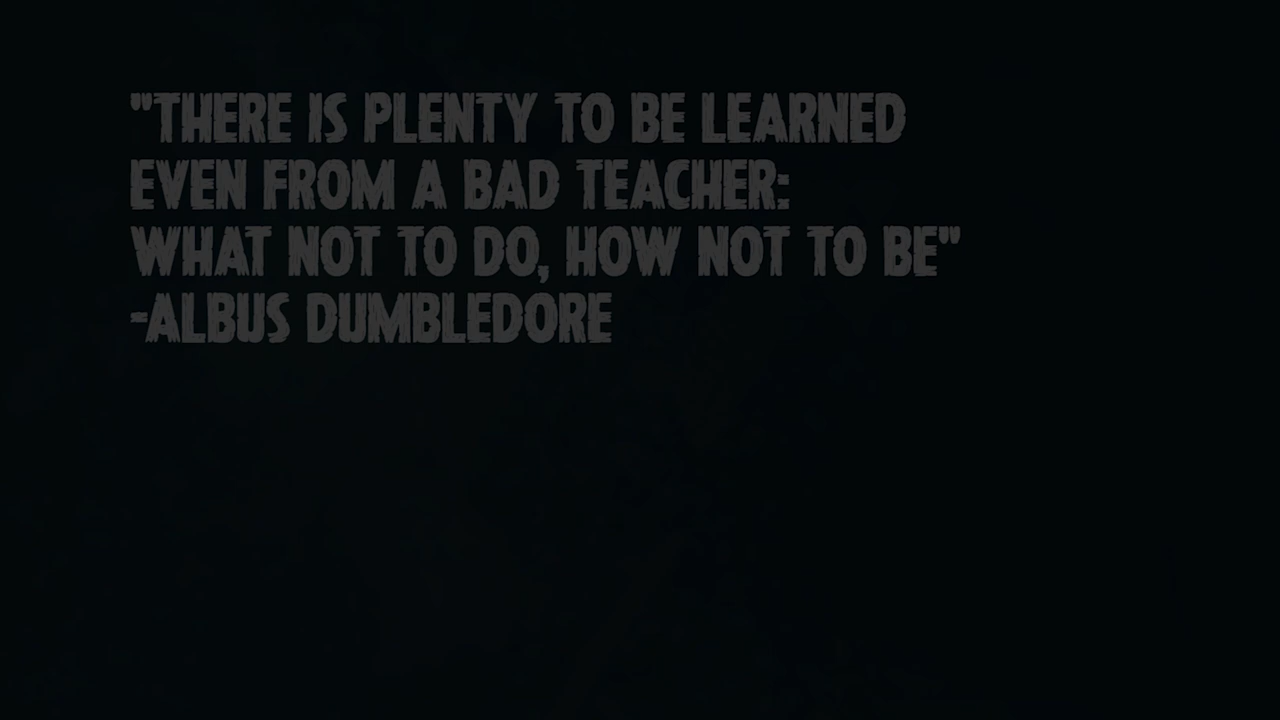 "THERE IS PLENTY TO BE LEARNED
EVEN FROM A BAD TEACHER:
WHAT NOT TO DO, HOW NOT TO BE"
-ALBUS DUMBLEDORE